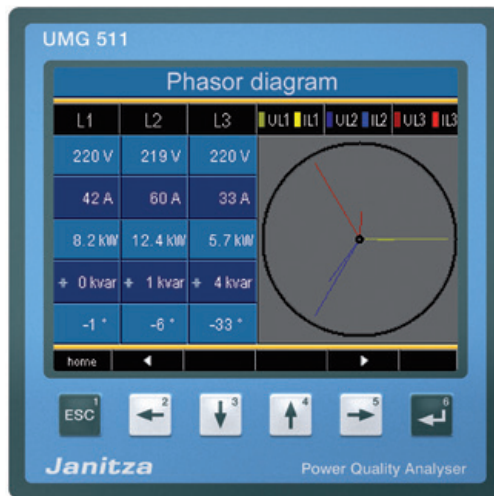 UMG 511
Phasor diagram
L1 L2 L3 UL1 IL1 UL2 IL2 UL3 IL3
220 V 219 V 220 V
42 A 60 A 33 A
8.2 kW 12.4 kW 5.7 kW
+ 0 kvar + 1 kvar + 4 kvar
-1 ° -6 ° -33 °
home
ESC 1 2 3 4 5 6
Janitza Power Quality Analyser